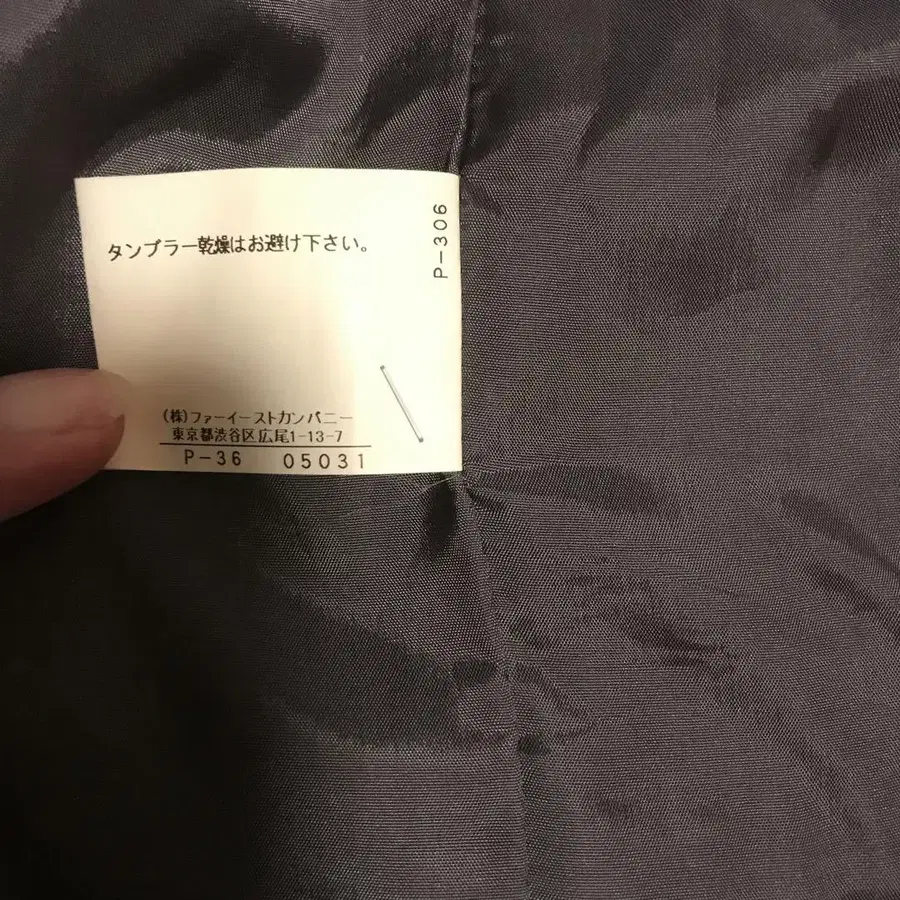 タンブラー乾燥はお避け下さい。
P-306
(株)ファーイーストカンパニー
東京都渋谷区広尾1-13-7
P-36 05031